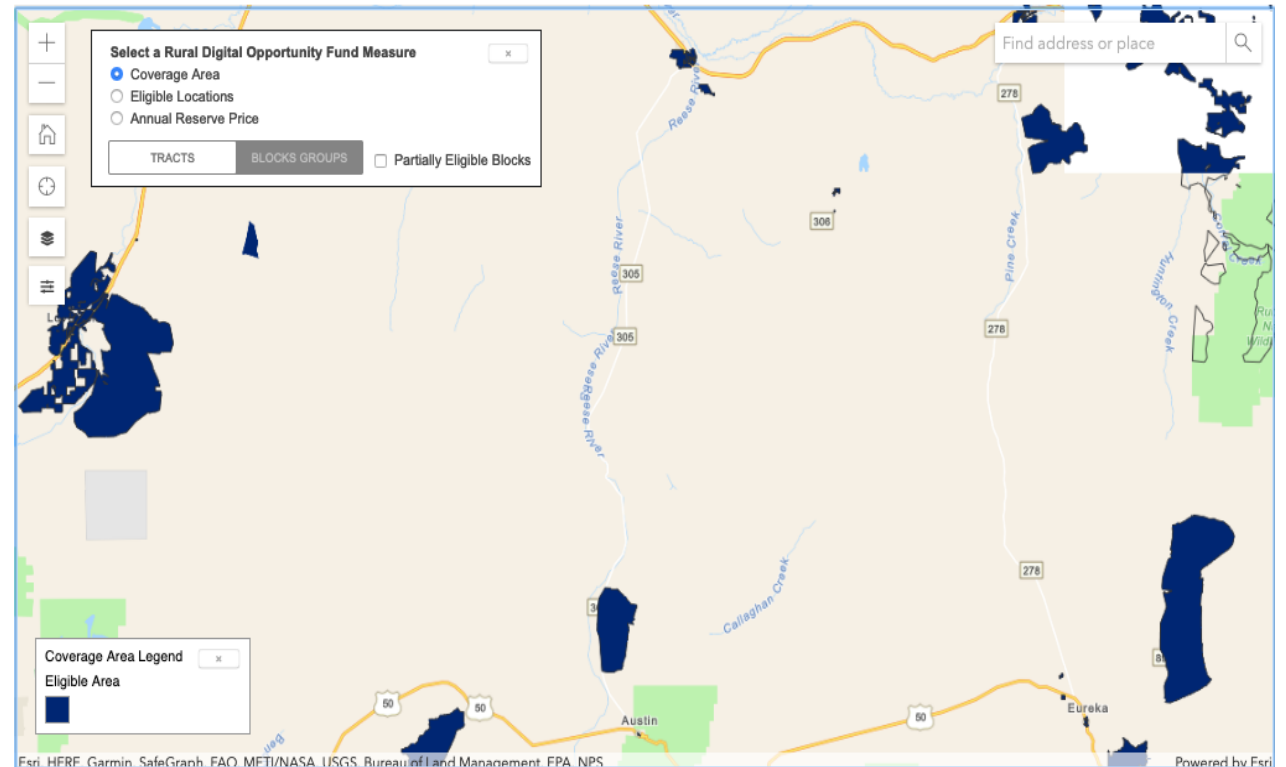 Select a Rural Digital Opportunity Fund Measure
×
Coverage Area
Eligible Locations
Annual Reserve Price
TRACTS
BLOCKS GROUPS
Partially Eligible Blocks
Find address or place
Reese River
278
306
Reese River
305
Pine Creek
Huntington Creek
Creek
278
305
Reese River
Reese River
Callaghan Creek
278
Coverage Area Legend
×
Eligible Area
50
50
Austin
50
Eureka
Esri, HERE, Garmin, SafeGraph, FAO, METI/NASA, USGS, Bureau of Land Management, EPA, NPS
Powered by Esri